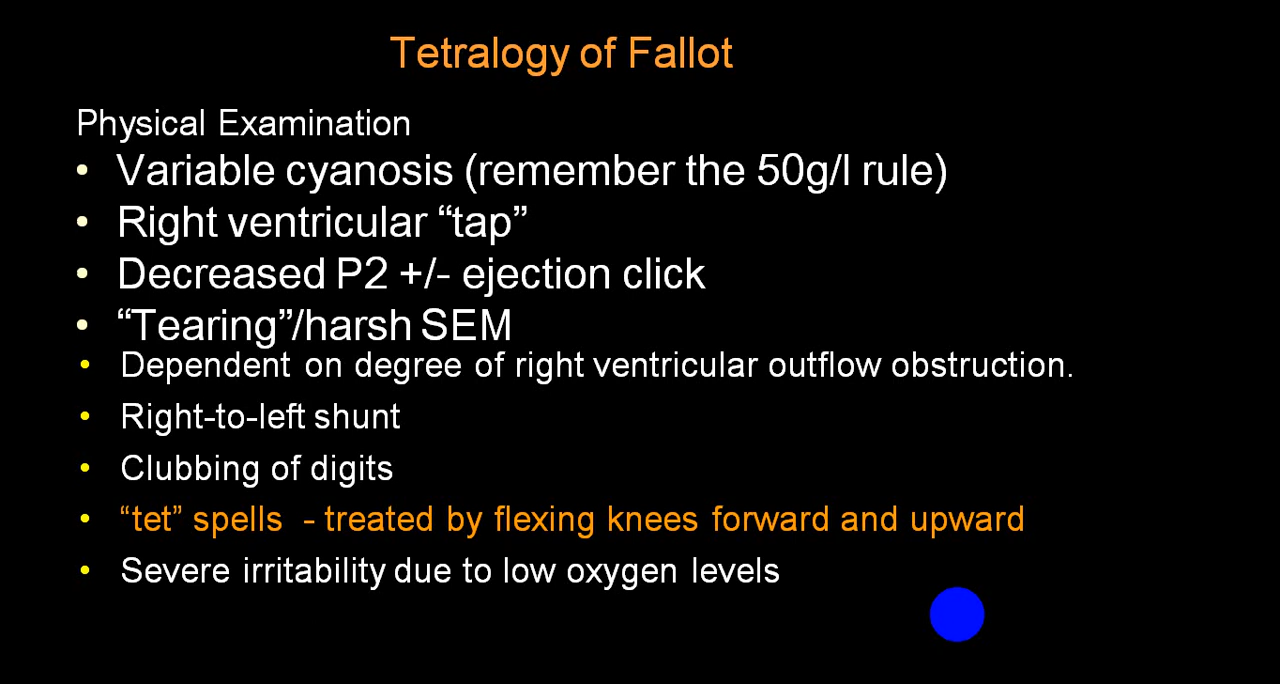 Tetralogy of Fallot
Physical Examination
• Variable cyanosis (remember the 50g/l rule)
• Right ventricular “tap”
• Decreased P2 +/- ejection click
• “Tearing”/harsh SEM
• Dependent on degree of right ventricular outflow obstruction.
• Right-to-left shunt
• Clubbing of digits
• “tet” spells - treated by flexing knees forward and upward
• Severe irritability due to low oxygen levels